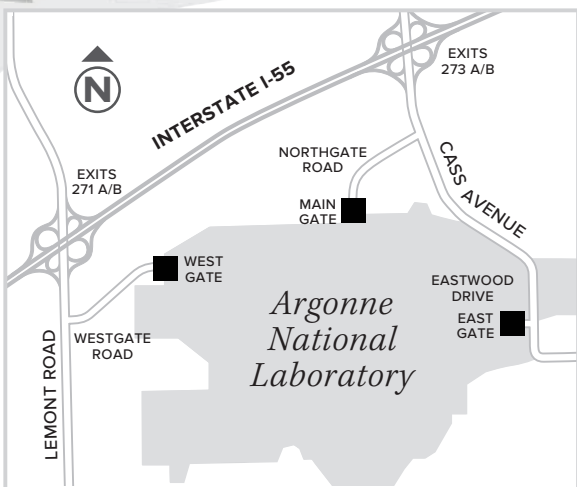 EXITS
273 A/B
INTERSTATE I-55
N
NORTHGATE
ROAD
CASS AVENUE
EXITS
271 A/B
MAIN
GATE
WEST
GATE
EASTWOOD
DRIVE
EAST
GATE
Argonne
National
Laboratory
WESTGATE
ROAD
LEMONT ROAD